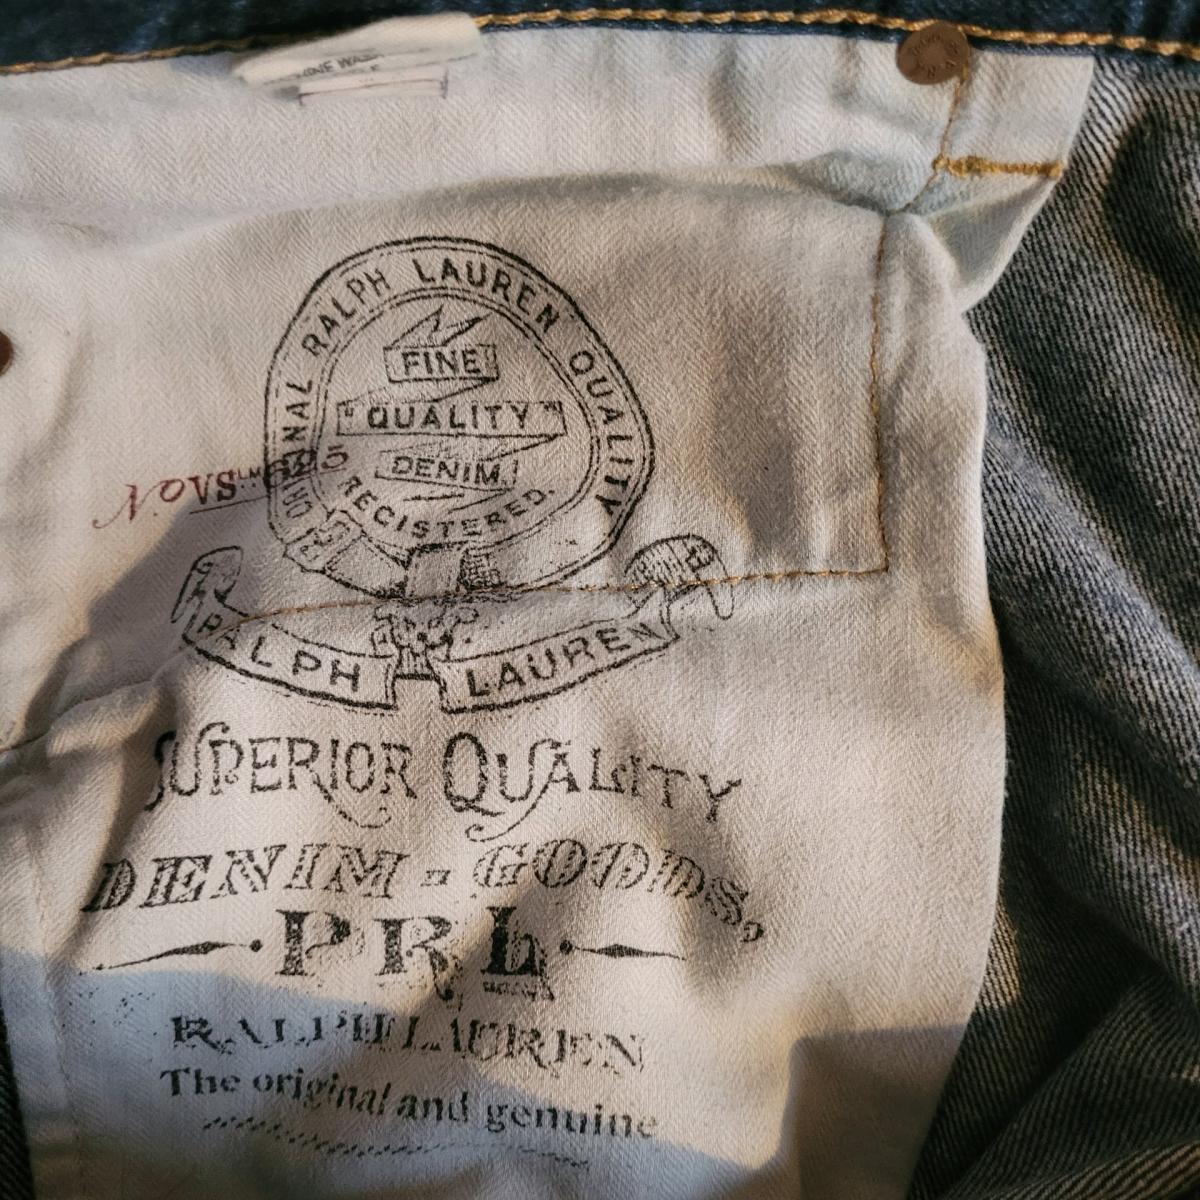 RALPH LAUREN QUALITY
FINE
"QUALITY"
DENIM
REGISTERED.
RALPH LAUREN
SUPERIOR QUALITY
DENIM - GOODS,
PRL
RALPH LAUREN
The original and genuine